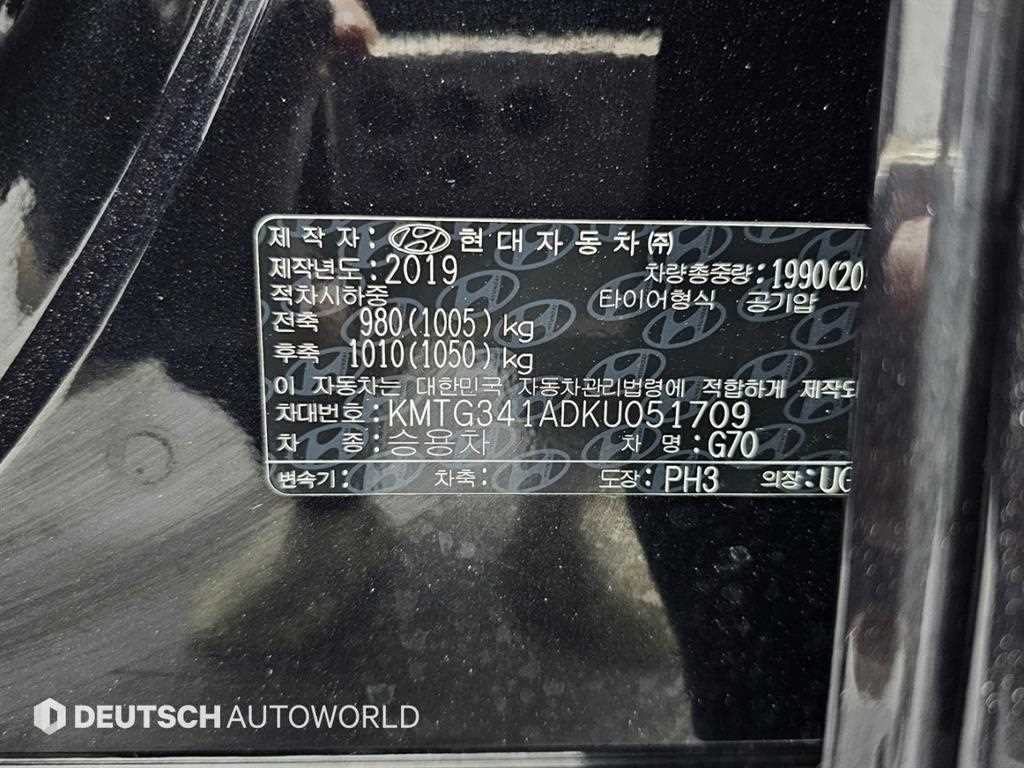 제 작 자 : 현대자동차㈜
제작년도 : 2019 차량총중량 : 1990(20
적차시하중 타이어형식 공기압
전축 980(1005)kg
후축 1010(1050)kg
이 자동차는 대한민국 자동차관리법령에 적합하게 제작되
차대번호 : KMTG341ADKU051709
차 종 : 승용차 차 명 : G70
변속기 : 차축 : 도장 : PH3 의장 : UG
DEUTSCH AUTOWORLD